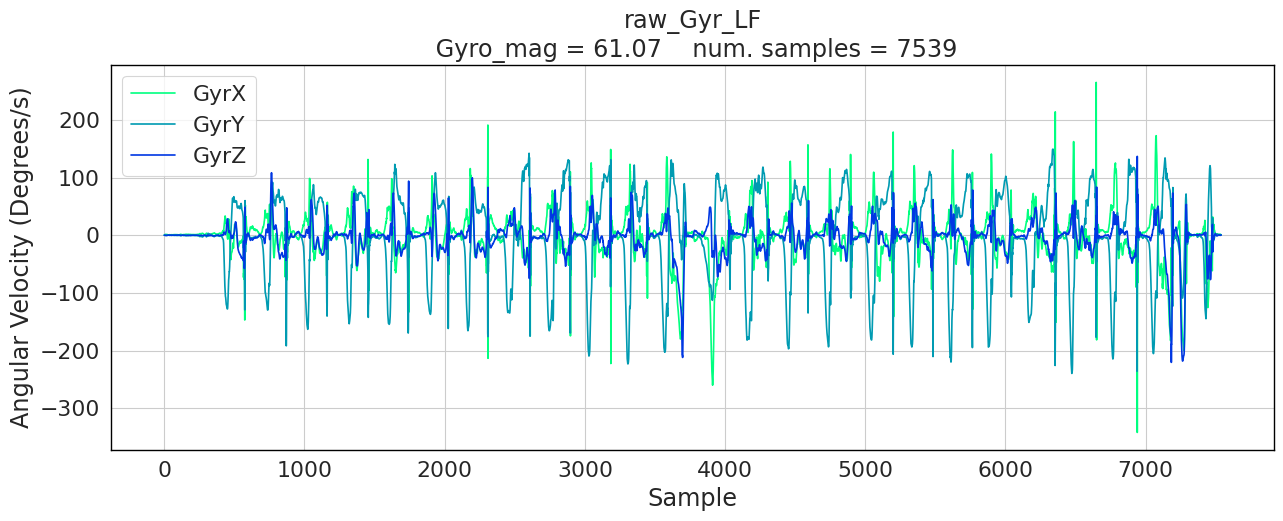 raw_Gyr_LF
Gyro_mag = 61.07    num. samples = 7539
GyrX
GyrY
GyrZ
Angular Velocity (Degrees/s)
200
100
0
−100
−200
−300
0 1000 2000 3000 4000 5000 6000 7000
Sample